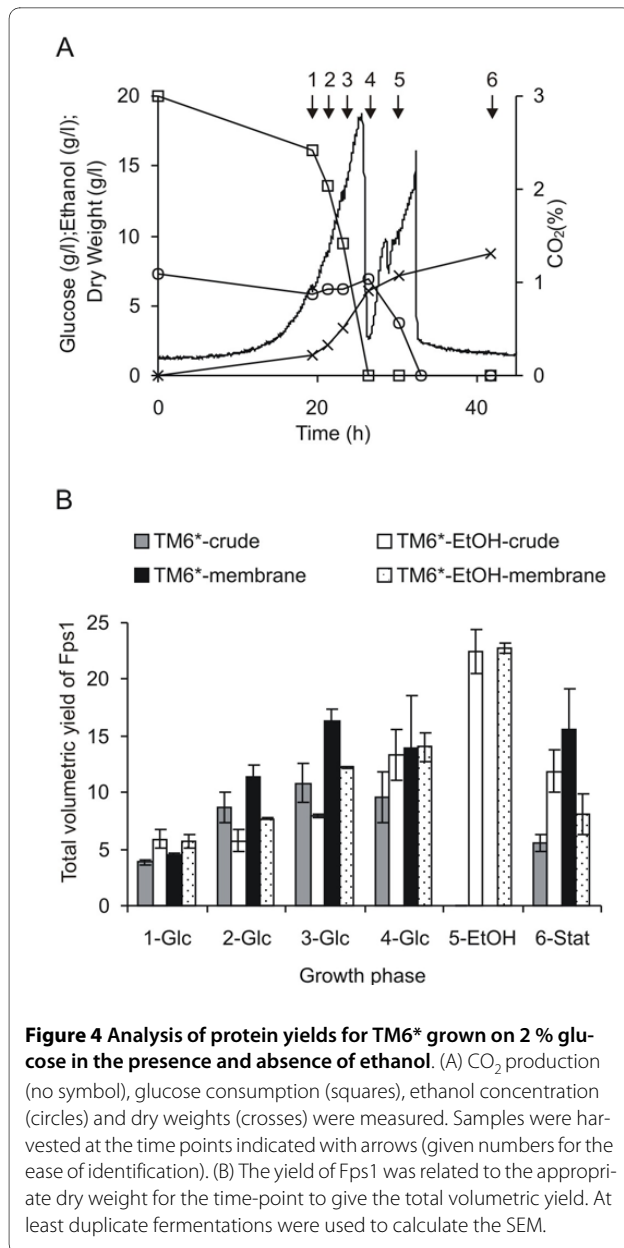 A
1 2 3 4 5 6
20
15
10
5
0
Glucose (g/l);Ethanol (g/l);
Dry Weight (g/l)
3
2
1
0
CO2(%)
0 20 40
Time (h)
B
TM6*-crude TM6*-EtOH-crude
TM6*-membrane TM6*-EtOH-membrane
25
20
15
10
5
0
Total volumetric yield of Fps1
1-Glc 2-Glc 3-Glc 4-Glc 5-EtOH 6-Stat
Growth phase
Figure 4 Analysis of protein yields for TM6* grown on 2 % glu-
cose in the presence and absence of ethanol. (A) CO2 production
(no symbol), glucose consumption (squares), ethanol concentration
(circles) and dry weights (crosses) were measured. Samples were har-
vested at the time points indicated with arrows (given numbers for the
ease of identification). (B) The yield of Fps1 was related to the appropri-
ate dry weight for the time-point to give the total volumetric yield. At
least duplicate fermentations were used to calculate the SEM.